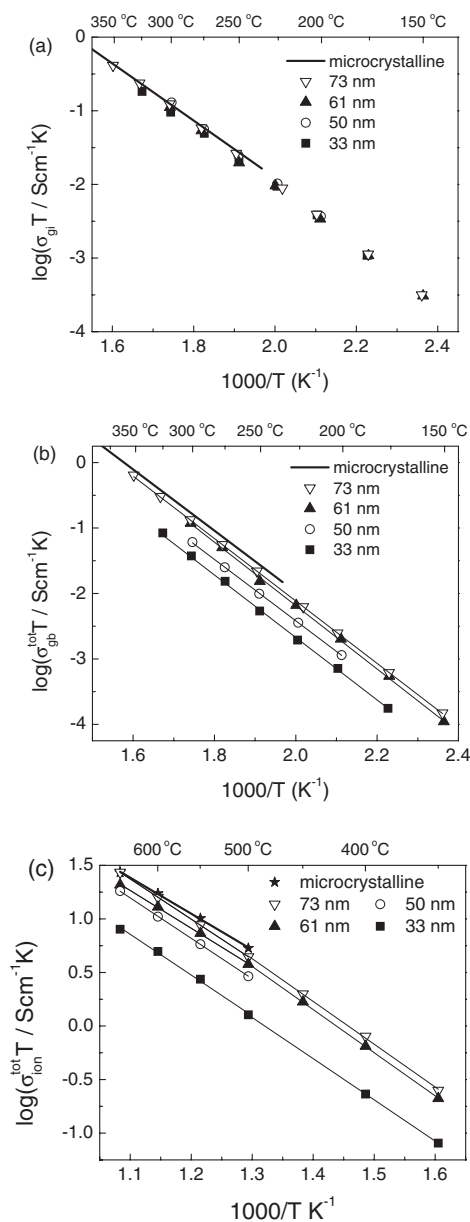 (a)
350 °C 300 °C 250 °C 200 °C 150 °C
0
-1
-2
-3
-4
log(σgiT / Scm⁻¹K)
microcrystalline
73 nm
61 nm
50 nm
33 nm
1.6 1.8 2.0 2.2 2.4
1000/T (K⁻¹)
(b)
350 °C 300 °C 250 °C 200 °C 150 °C
0
-1
-2
-3
-4
log(σgbᵗᵒᵗT / Scm⁻¹K)
microcrystalline
73 nm
61 nm
50 nm
33 nm
1.6 1.8 2.0 2.2 2.4
1000/T (K⁻¹)
(c)
600 °C 500 °C 400 °C
1.5
1.0
0.5
0.0
-0.5
-1.0
log(σionᵗᵒᵗT / Scm⁻¹K)
microcrystalline
73 nm 50 nm
61 nm 33 nm
1.1 1.2 1.3 1.4 1.5 1.6
1000/T K⁻¹